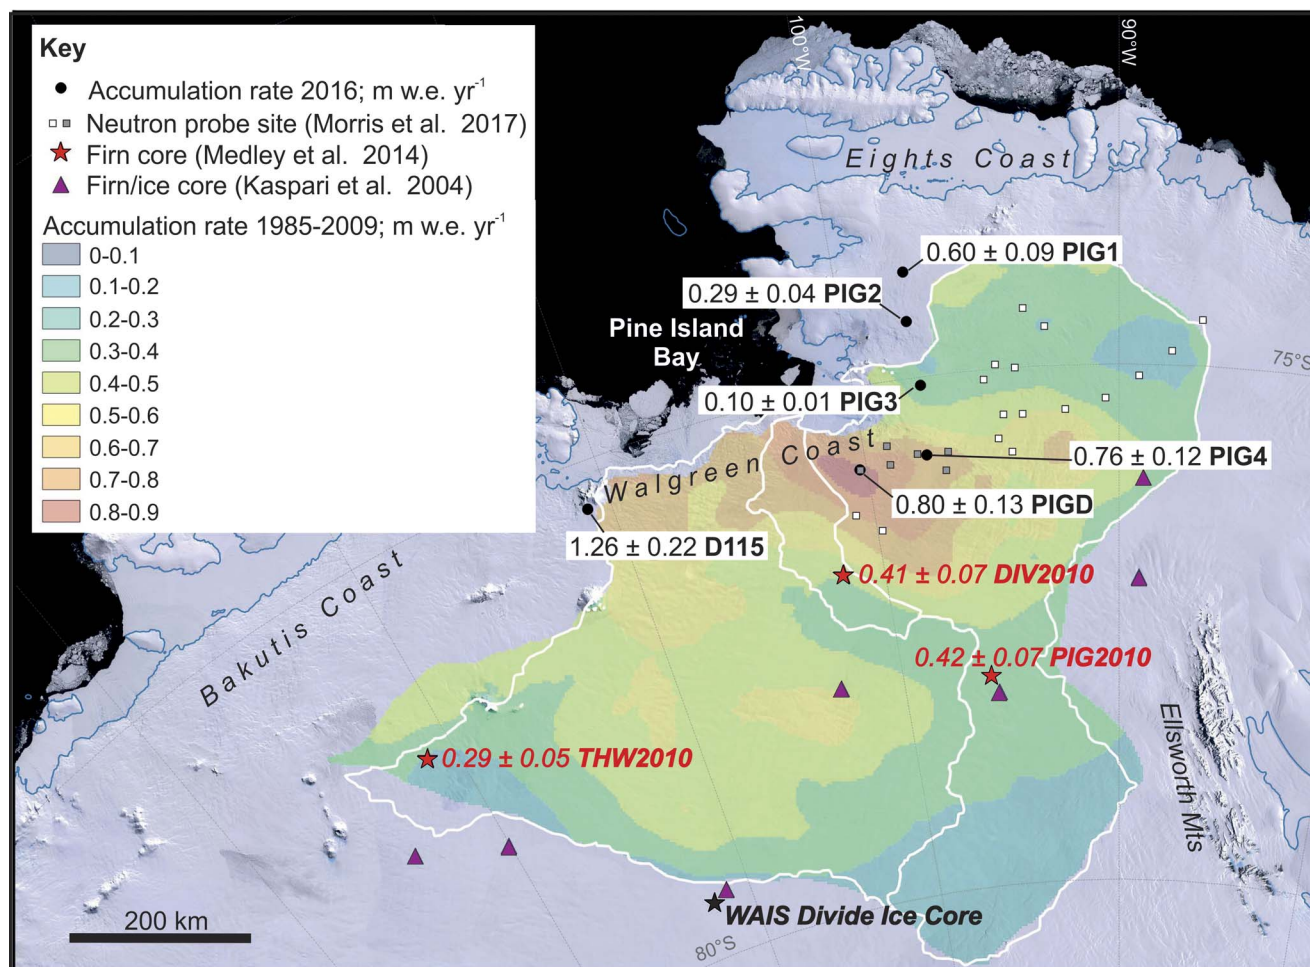 Key
Accumulation rate 2016; m w.e. yr⁻¹
Neutron probe site (Morris et al. 2017)
Firn core (Medley et al. 2014)
Firn/ice core (Kaspari et al. 2004)
Accumulation rate 1985-2009; m w.e. yr⁻¹
0-0.1
0.1-0.2
0.2-0.3
0.3-0.4
0.4-0.5
0.5-0.6
0.6-0.7
0.7-0.8
0.8-0.9
100°W
90°W
Eights Coast
0.60 ± 0.09 PIG1
0.29 ± 0.04 PIG2
Pine Island
Bay
75°S
0.10 ± 0.01 PIG3
Walgreen Coast
0.76 ± 0.12 PIG4
0.80 ± 0.13 PIGD
1.26 ± 0.22 D115
0.41 ± 0.07 DIV2010
Bakutis Coast
0.42 ± 0.07 PIG2010
Ellsworth Mts
0.29 ± 0.05 THW2010
WAIS Divide Ice Core
200 km
80°S